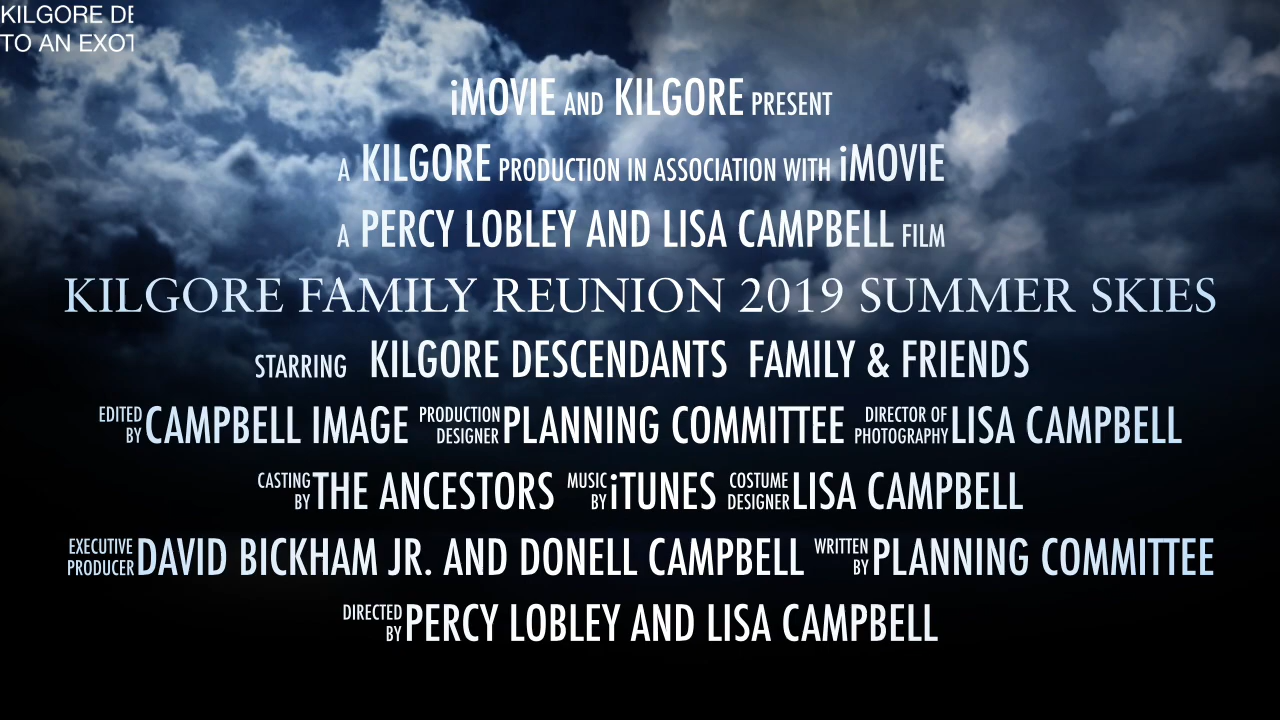 KILGORE
TO AN
iMOVIE AND KILGORE PRESENT
A KILGORE PRODUCTION IN ASSOCIATION WITH iMOVIE
A PERCY LOBLEY AND LISA CAMPBELL FILM
KILGORE FAMILY REUNION 2019 SUMMER SKIES
STARRING KILGORE DESCENDANTS FAMILY & FRIENDS
EDITED BY CAMPBELL IMAGE PRODUCTION DESIGNER PLANNING COMMITTEE DIRECTOR OF PHOTOGRAPHY LISA CAMPBELL
CASTING BY THE ANCESTORS MUSIC BY iTUNES COSTUME DESIGNER LISA CAMPBELL
EXECUTIVE PRODUCER DAVID BICKHAM JR. AND DONELL CAMPBELL WRITTEN BY PLANNING COMMITTEE
DIRECTED BY PERCY LOBLEY AND LISA CAMPBELL